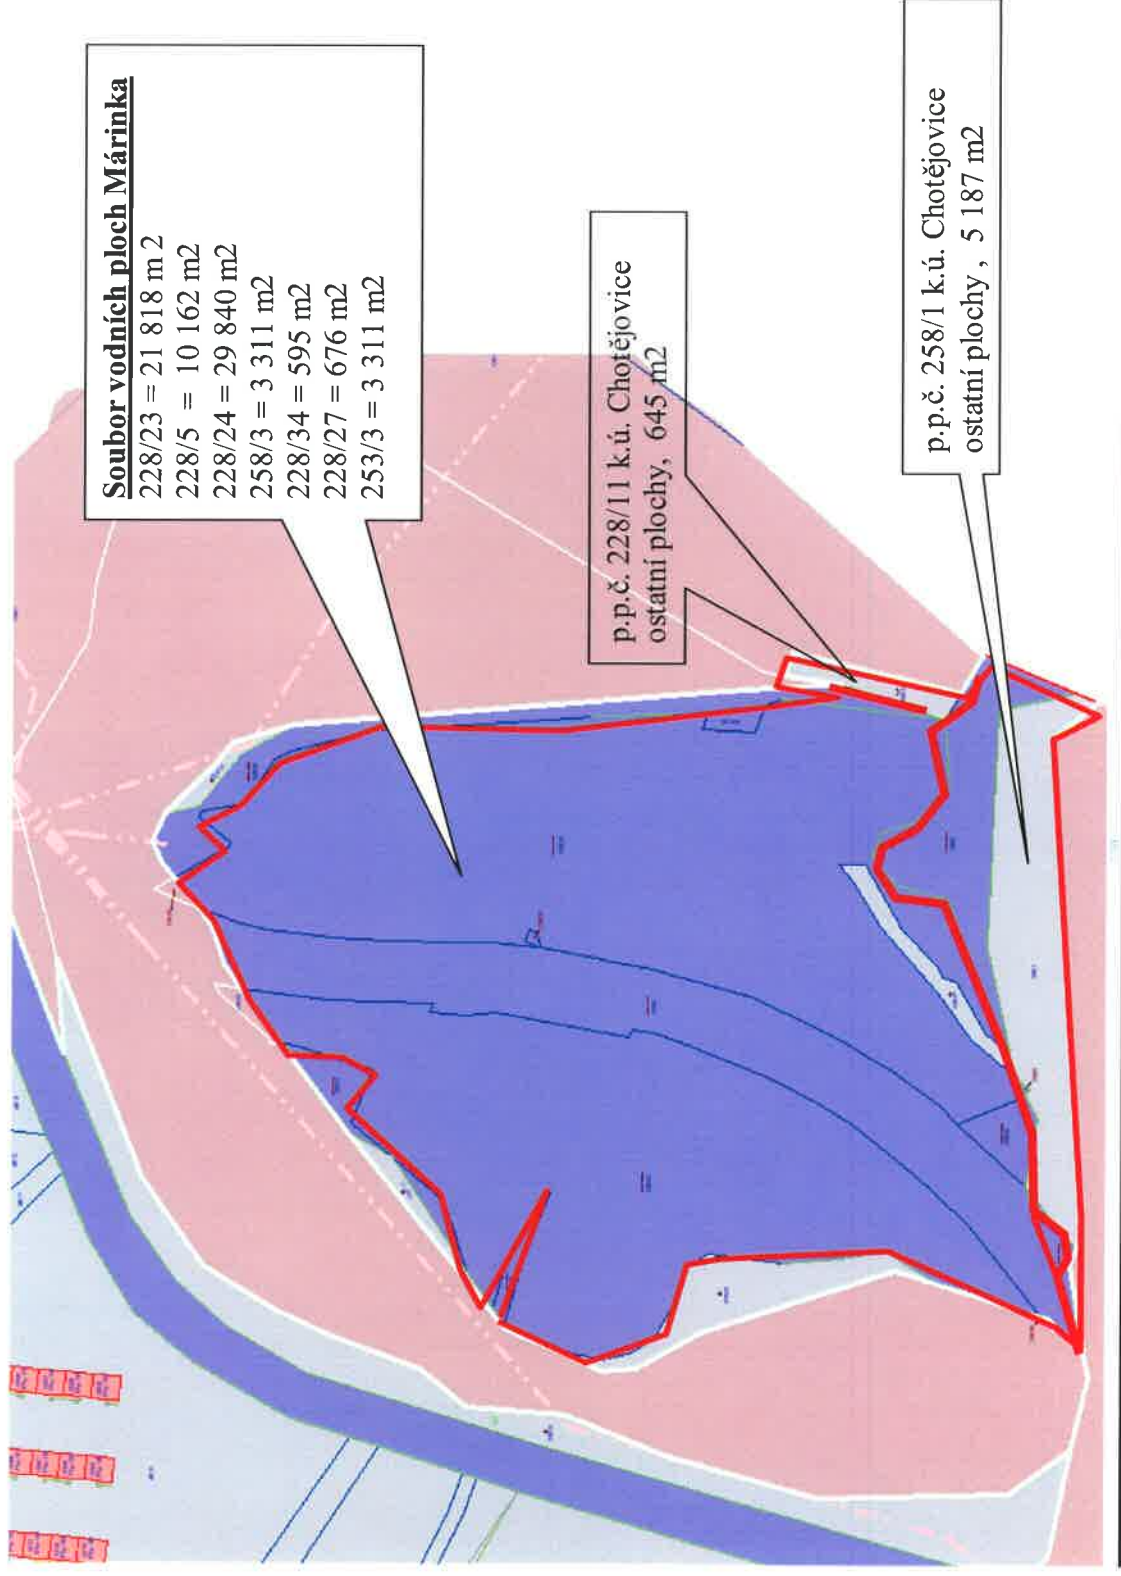 Soubor vodních ploch Márinka
228/23 = 21 818 m 2
228/5 = 10 162 m2
228/24 = 29 840 m2
258/3 = 3 311 m2
228/34 = 595 m2
228/27 = 676 m2
253/3 = 3 311 m2
p.p.č. 228/11 k.ú. Chotějovice
ostatní plochy, 645 m2
p.p.č. 258/1 k.ú. Chotějovice
ostatní plochy , 5 187 m2